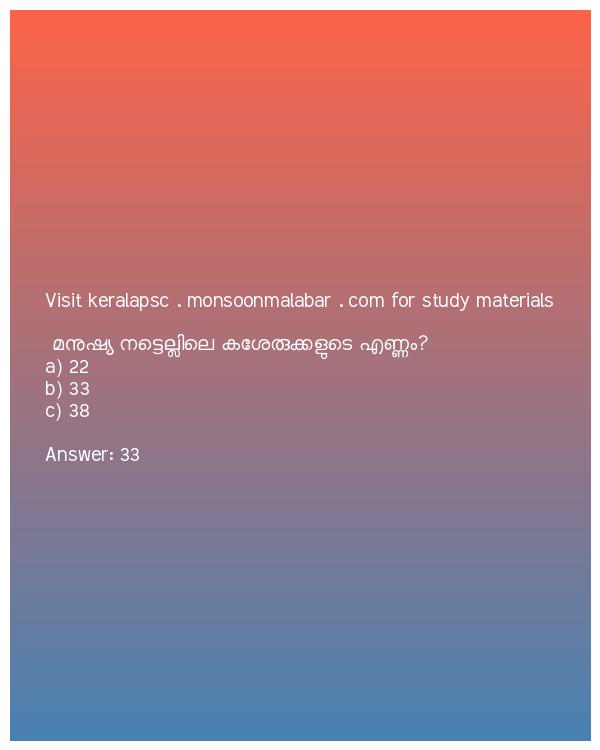 Visit keralapsc . monsoonmalabar . com for study materials
മനുഷ്യ നട്ടെല്ലിലെ കശേരുക്കളുടെ എണ്ണം?
a) 22
b) 33
c) 38
Answer: 33